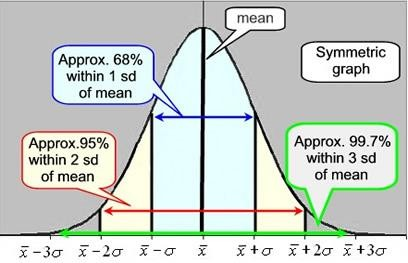 mean
Symmetric
graph
Approx. 68%
within 1 sd
of mean
Approx.95%
within 2 sd
of mean
Approx. 99.7%
within 3 sd
of mean
x̄−3σ x̄−2σ x̄−σ x̄ x̄+σ x̄+2σ x̄+3σ